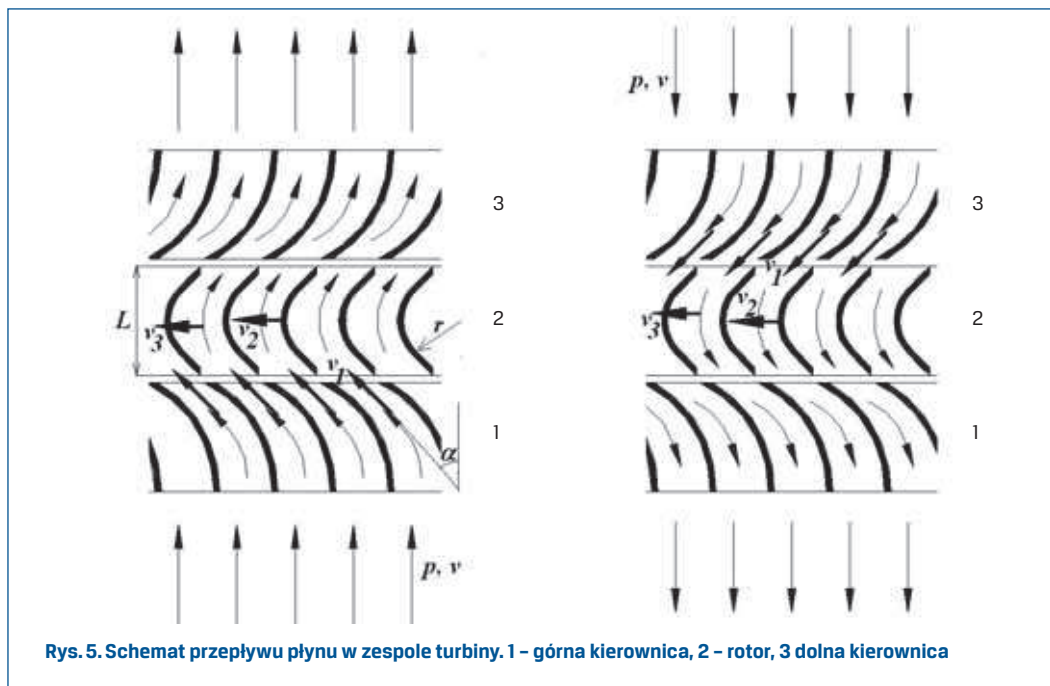 p, v
3 3
v₁
L v₃ v₂ r 2 v₃ v₂ 2
v₁
α 1 1
p, v
Rys. 5. Schemat przepływu płynu w zespole turbiny. 1 – górna kierownica, 2 – rotor, 3 dolna kierownica